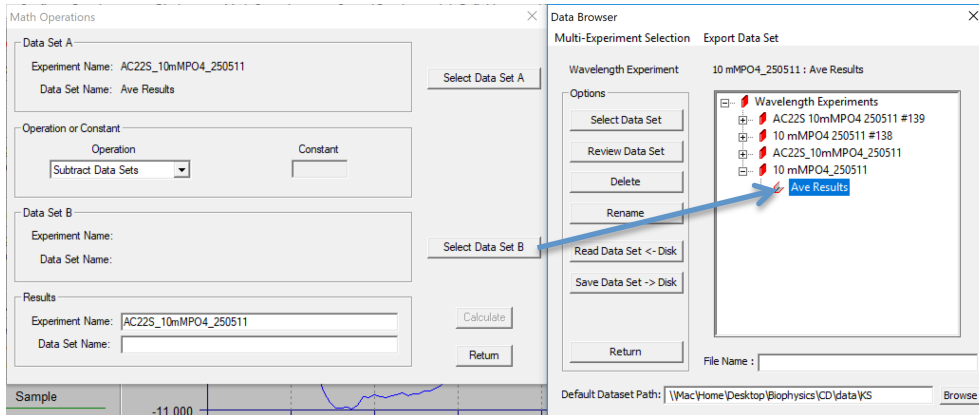 Math Operations
Data Set A
Experiment Name: AC22S_10mMPO4_250511
Data Set Name: Ave Results
Select Data Set A
Operation or Constant
Operation
Constant
Subtract Data Sets
Data Set B
Experiment Name:
Data Set Name:
Select Data Set B
Results
Experiment Name: AC22S_10mMPO4_250511
Data Set Name:
Calculate
Return
Sample
-11.000
Data Browser
Multi-Experiment Selection Export Data Set
Wavelength Experiment 10 mMPO4_250511 : Ave Results
Options
Select Data Set
Review Data Set
Delete
Rename
Read Data Set <- Disk
Save Data Set -> Disk
Return
Wavelength Experiments
AC22S 10mMPO4 250511 #139
10 mMPO4 250511 #138
AC22S_10mMPO4_250511
10 mMPO4_250511
Ave Results
File Name :
Default Dataset Path: \\Mac\Home\Desktop\Biophysics\CD\data\KS
Browse